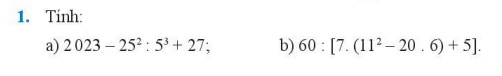 1. Tính:
a) 2 023 – 25² : 5³ + 27; b) 60 : [7. (11² – 20 . 6) + 5].